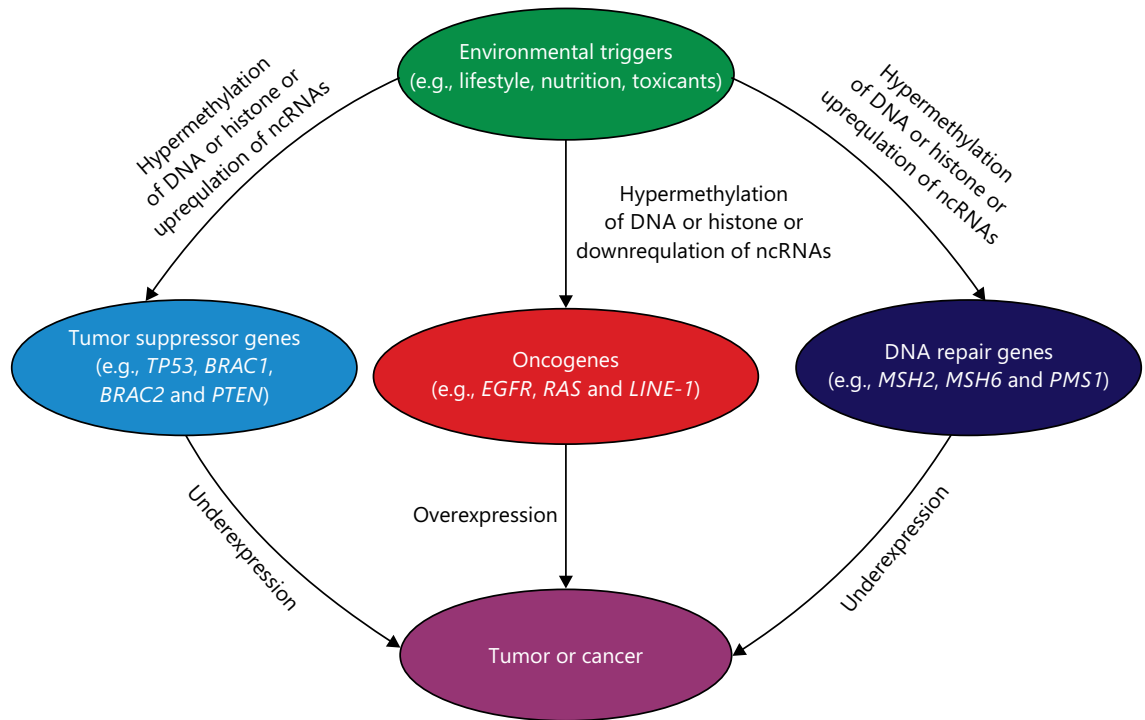 Environmental triggers
(e.g., lifestyle, nutrition, toxicants)
Hypermethylation
of DNA or histone or
upregulation of ncRNAs
Hypermethylation
of DNA or histone or
downrequlation of ncRNAs
Hypermethylation
of DNA or histone or
upregulation of ncRNAs
Tumor suppressor genes
(e.g., TP53, BRAC1,
BRAC2 and PTEN)
Oncogenes
(e.g., EGFR, RAS and LINE-1)
DNA repair genes
(e.g., MSH2, MSH6 and PMS1)
Underexpression
Overexpression
Underexpression
Tumor or cancer